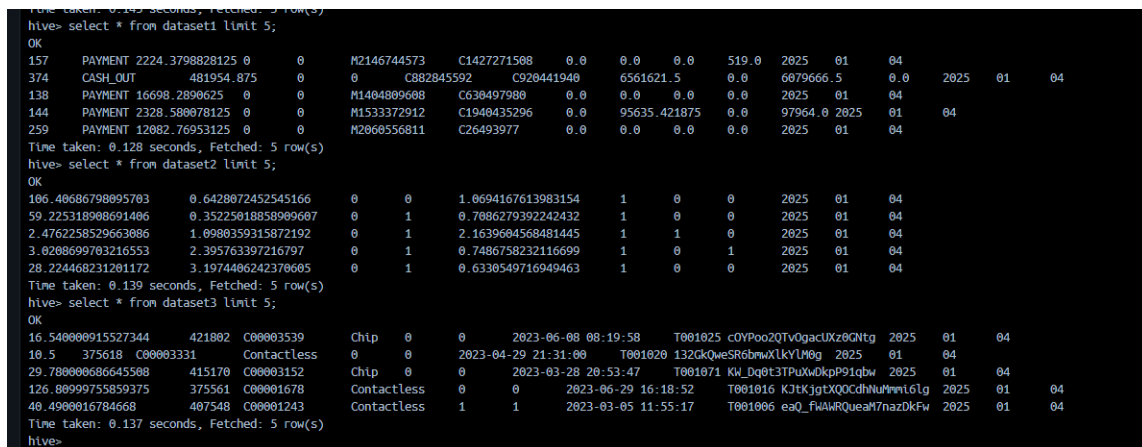 Time taken: 0.145 seconds, Fetched: 5 row(s)
hive> select * from dataset1 limit 5;
OK
157 PAYMENT 2224.3798828125 0 0 M2146744573 C1427271508 0.0 0.0 0.0 519.0 2025 01 04
374 CASH_OUT 481954.875 0 0 C882845592 C920441940 6561621.5 0.0 6079666.5 0.0 2025 01 04
138 PAYMENT 16698.2890625 0 0 M1404809608 C630497980 0.0 0.0 0.0 0.0 2025 01 04
144 PAYMENT 2328.580078125 0 0 M1533372912 C1940435296 0.0 95635.421875 0.0 97964.0 2025 01 04
259 PAYMENT 12082.76953125 0 0 M2060556811 C26493977 0.0 0.0 0.0 0.0 2025 01 04
Time taken: 0.128 seconds, Fetched: 5 row(s)
hive> select * from dataset2 limit 5;
OK
106.40686798095703 0.6428072452545166 0 0 1.0694167613983154 1 0 0 2025 01 04
59.225318908691406 0.35225018858909607 0 1 0.7086279392242432 1 0 0 2025 01 04
2.4762258529663086 1.0980359315872192 0 1 2.1639604568481445 1 1 0 2025 01 04
3.0208699703216553 2.395763397216797 0 1 0.7486758232116699 1 0 1 2025 01 04
28.224468231201172 3.1974406242370605 0 1 0.6330549716949463 1 0 0 2025 01 04
Time taken: 0.139 seconds, Fetched: 5 row(s)
hive> select * from dataset3 limit 5;
OK
16.540000915527344 421802 C00003539 Chip 0 0 2023-06-08 08:19:58 T001025 cOYPoo2QTvOgacUXz0GNtg 2025 01 04
10.5 375618 C00003331 Contactless 0 0 2023-04-29 21:31:00 T001020 132GkQweSR6bmwXlkYlM0g 2025 01 04
29.780000686645508 415170 C00003152 Chip 0 0 2023-03-28 20:53:47 T001071 KW_Dq0t3TPuXwDkpP91qbw 2025 01 04
126.80999755859375 375561 C00001678 Contactless 0 0 2023-06-29 16:18:52 T001016 KJtKjgtXQOCdhNuMmmi6lg 2025 01 04
40.4900016784668 407548 C00001243 Contactless 1 1 2023-03-05 11:55:17 T001006 eaQ_fWAWRQueaM7nazDkFw 2025 01 04
Time taken: 0.137 seconds, Fetched: 5 row(s)
hive>